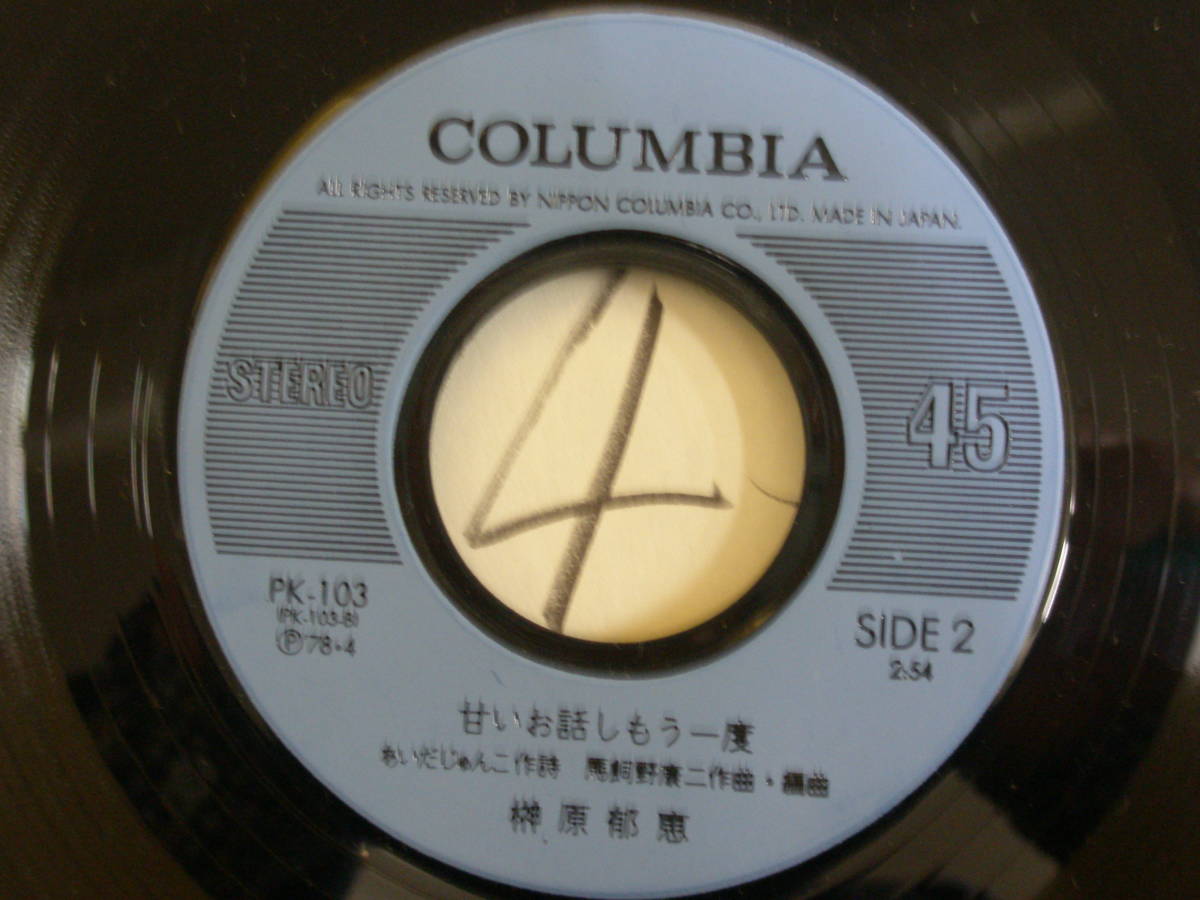 COLUMBIA
ALL RIGHTS RESERVED BY NIPPON COLUMBIA CO., LTD. MADE IN JAPAN.
STEREO
45
4
PK-103
(PK-103-B)
Ⓟ78・4
SIDE 2
2:54
甘いお話しもう一度
あいだじゅんこ作詩 馬飼野康二作曲・編曲
榊原郁恵